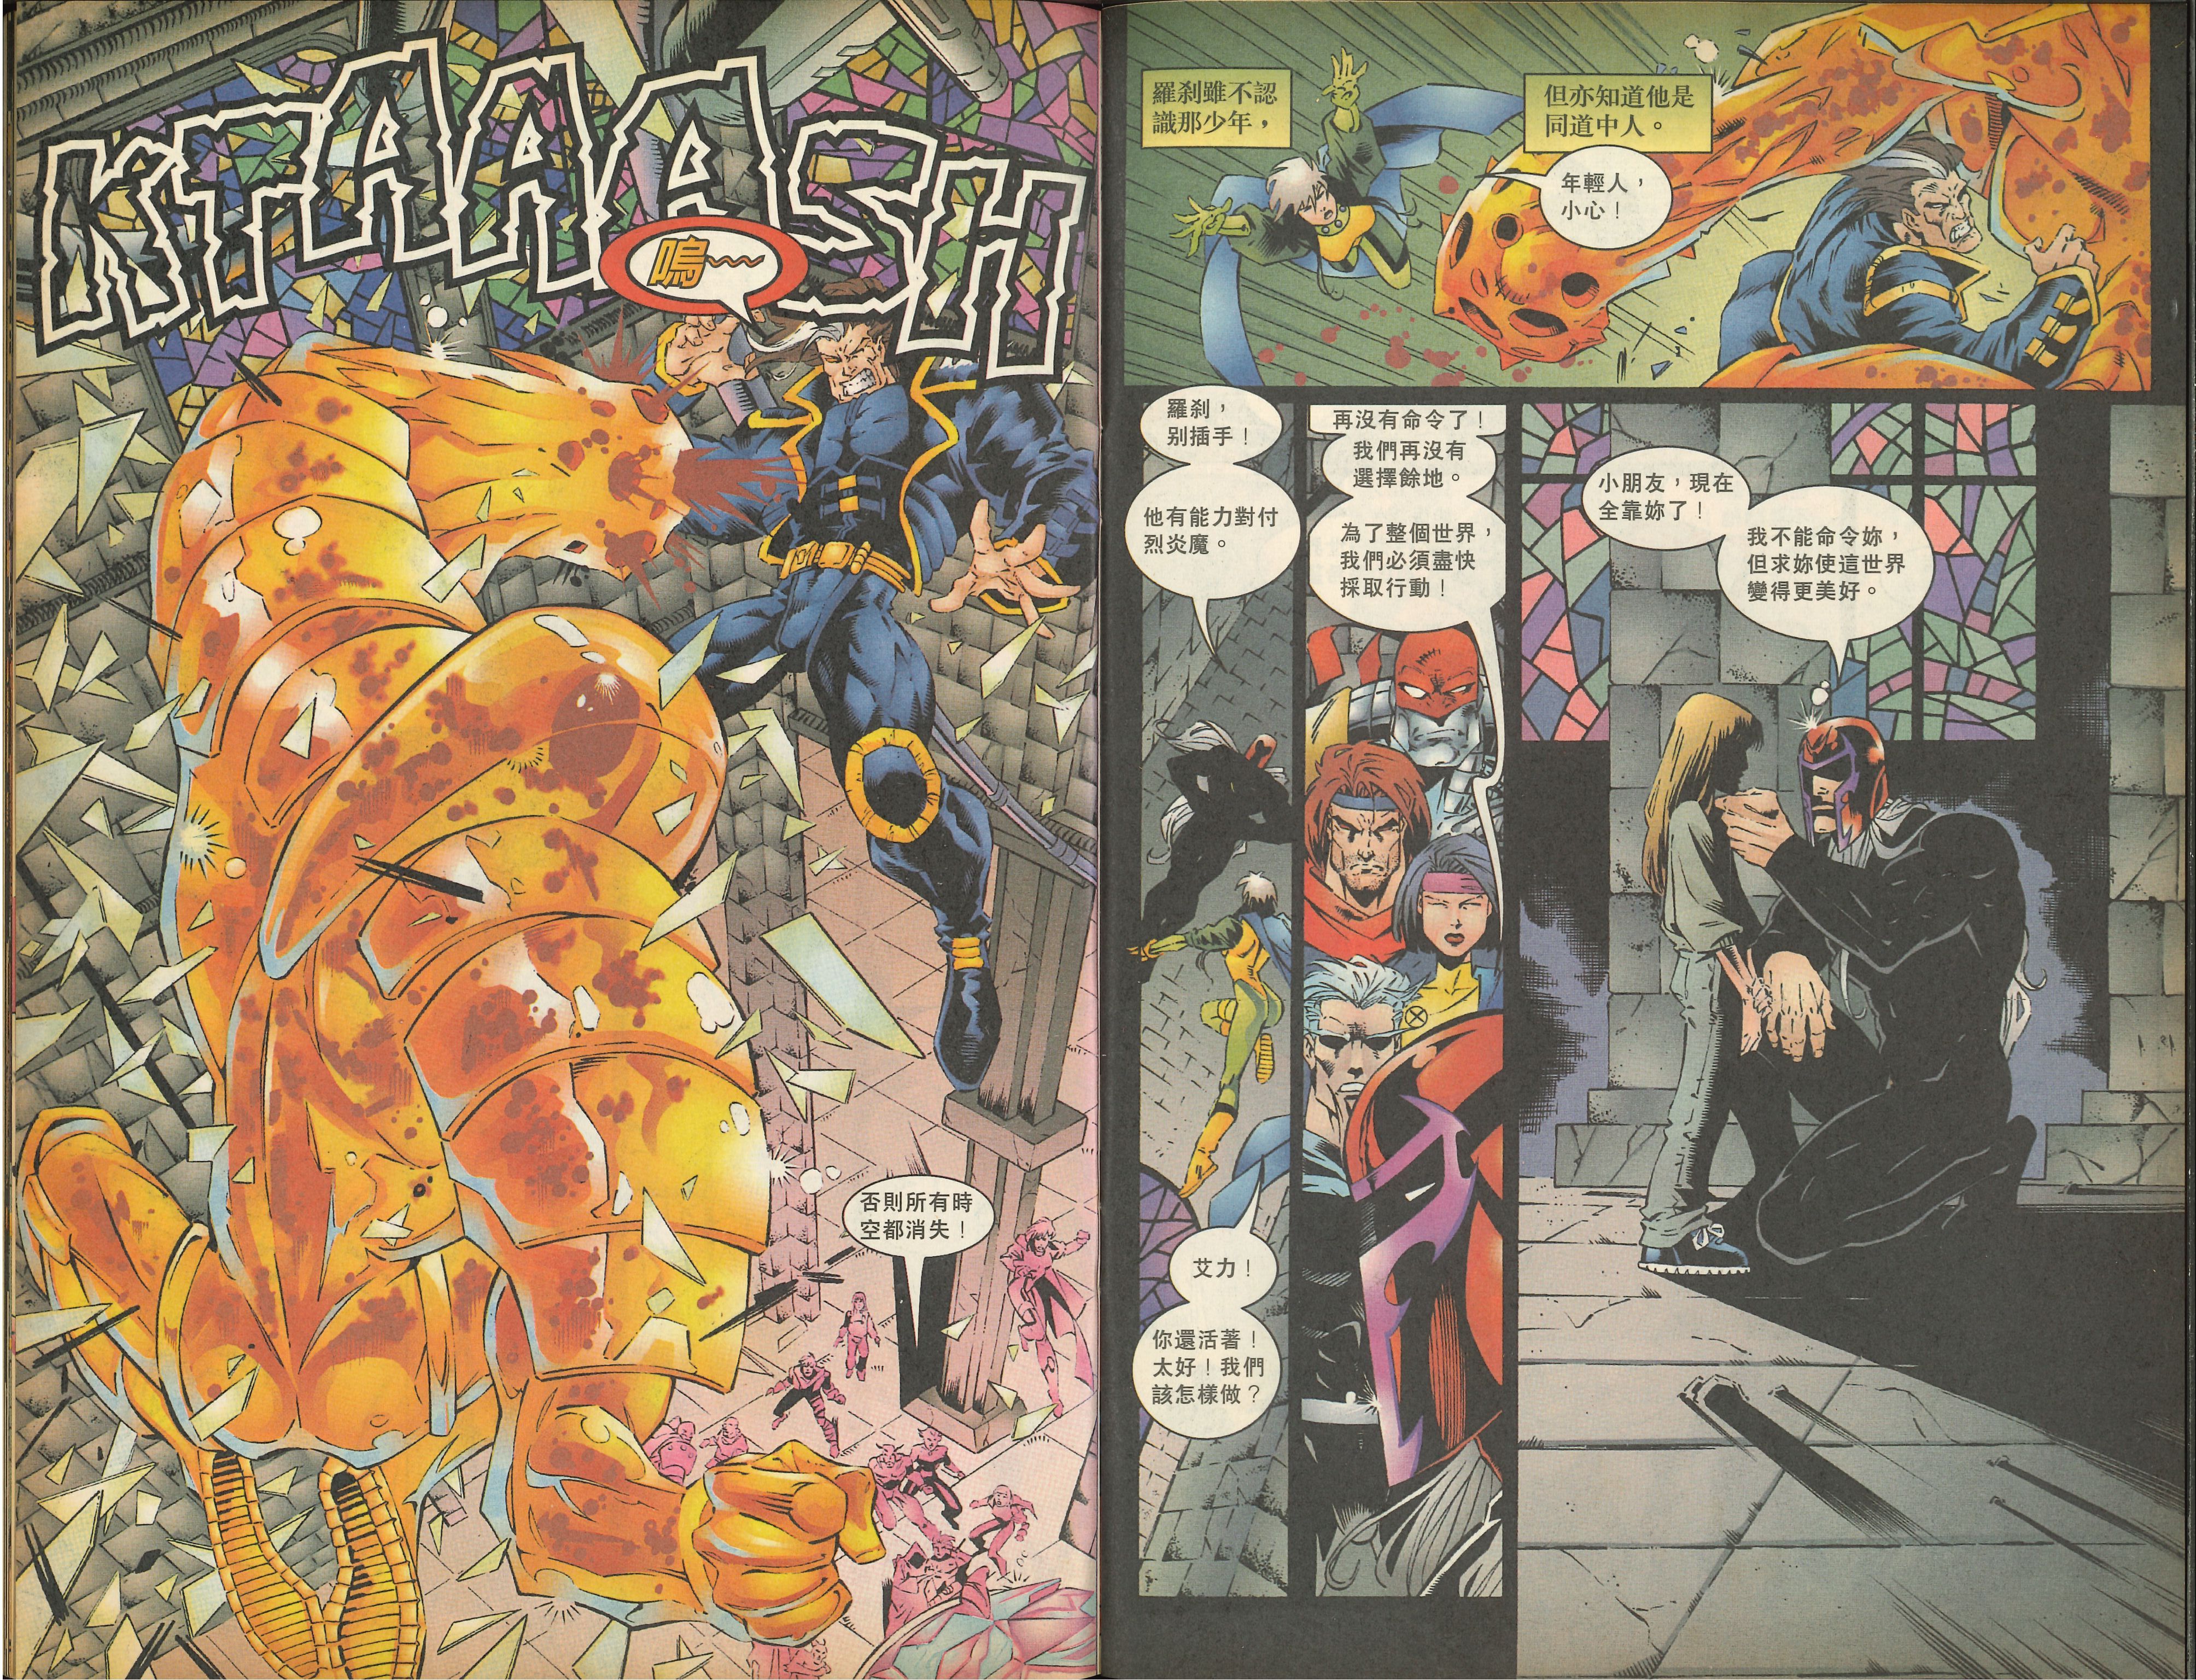 KTAAASH
嗚~~
否則所有時
空都消失！
羅刹雖不認
識那少年，
但亦知道他是
同道中人。
年輕人，
小心！
羅刹，
別插手！
他有能力對付
烈炎魔。
艾力！
你還活著！
太好！我們
該怎樣做？
再沒有命令了！
我們再沒有
選擇餘地。
為了整個世界，
我們必須盡快
採取行動！
小朋友，現在
全靠妳了！
我不能命令妳，
但求妳使這世界
變得更美好。